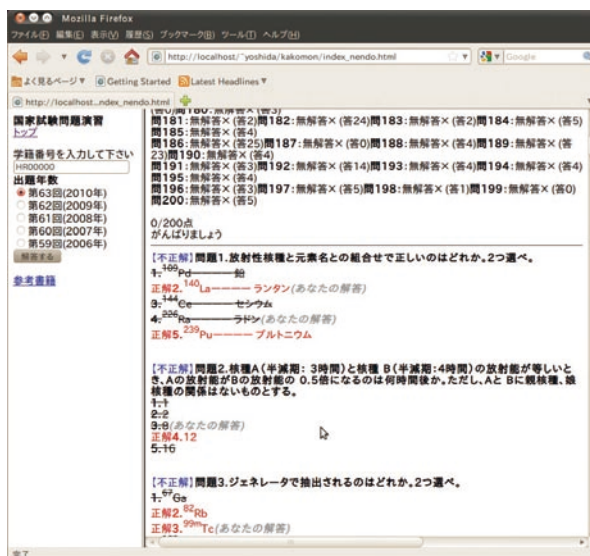 Mozilla Firefox
ファイル(F) 編集(E) 表示(V) 履歴(S) ブックマーク(B) ツール(T) ヘルプ(H)
http://localhost/~yoshida/kakomon/index_nendo.html
Google
よく見るページ Getting Started Latest Headlines
http://localhost...ndex_nendo.html
国家試験問題演習
トップ
学籍番号を入力して下さい
HR00000
出題年数
第63回(2010年)
第62回(2009年)
第61回(2008年)
第60回(2007年)
第59回(2006年)
解答する
参考書籍
(答0)問180:無解答×(答3)
問181:無解答×(答2)問182:無解答×(答24)問183:無解答×(答2)問184:無解答×(答5)
問185:無解答×(答4)
問186:無解答×(答25)問187:無解答×(答0)問188:無解答×(答4)問189:無解答×(答
23)問190:無解答×(答4)
問191:無解答×(答3)問192:無解答×(答14)問193:無解答×(答4)問194:無解答×(答4)
問195:無解答×(答4)
問196:無解答×(答3)問197:無解答×(答5)問198:無解答×(答1)問199:無解答×(答0)
問200:無解答×(答5)
0/200点
がんばりましょう
【不正解】問題1.放射性核種と元素名との組合せで正しいのはどれか。2つ選べ。
1.109Pd――――鉛
正解2.140La――――ランタン(あなたの解答)
3.144Ce――――セシウム
4.226Ra――――ラドン(あなたの解答)
正解5.239Pu――――プルトニウム
【不正解】問題2.核種A(半減期: 3時間)と核種 B(半減期:4時間)の放射能が等しいと
き、Aの放射能がBの放射能の 0.5倍になるのは何時間後か。ただし、Aと Bに親核種、娘
核種の関係はないものとする。
1.1
2.2
3.8(あなたの解答)
正解4.12
5.16
【不正解】問題3.ジェネレータで抽出されるのはどれか。2つ選べ。
1.67Ga
正解2.82Rb
正解3.99mTc(あなたの解答)
完了